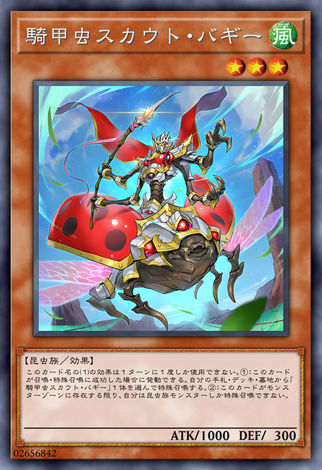 騎甲虫スカウト・バギー
風
【昆虫族/効果】
このカード名の(1)の効果は1ターンに1度しか使用できない。①:このカー
ドが召喚・特殊召喚に成功した場合に発動できる。自分の手札・デッキ・墓地から「
騎甲虫スカウト・バギー」1体を選んで特殊召喚する。②:このカードがモンス
ターゾーンに存在する限り、自分は昆虫族モンスターしか特殊召喚できない。
ATK/1000 DEF/ 300
02656842